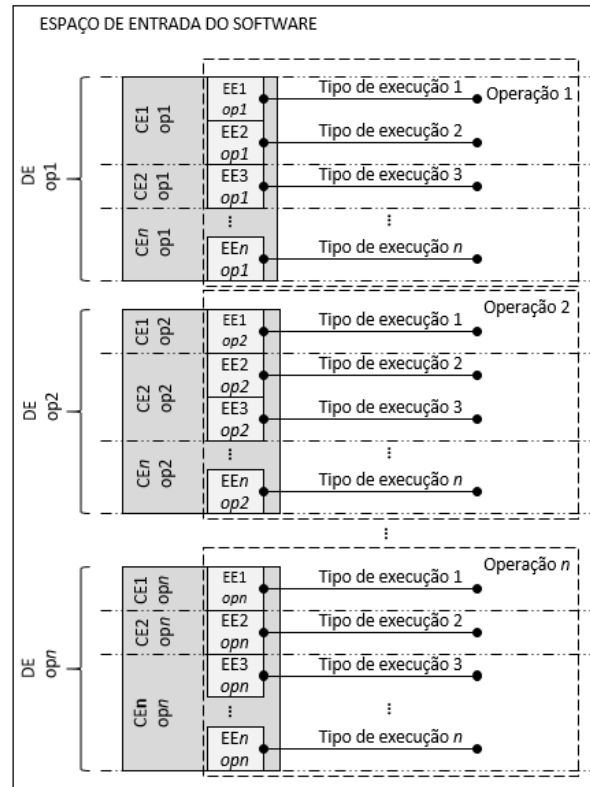 ESPAÇO DE ENTRADA DO SOFTWARE
DE
op1
CE1
op1
CE2
op1
CEn
op1
EE1
op1
EE2
op1
EE3
op1
...
EEn
op1
Tipo de execução 1
Operação 1
Tipo de execução 2
Tipo de execução 3
...
Tipo de execução n
DE
op2
CE1
op2
CE2
op2
CEn
op2
EE1
op2
EE2
op2
EE3
op2
...
EEn
op2
Operação 2
Tipo de execução 1
Tipo de execução 2
Tipo de execução 3
...
Tipo de execução n
...
DE
opn
CE1
opn
CE2
opn
CEn
opn
EE1
opn
EE2
opn
EE3
opn
...
EEn
opn
Operação n
Tipo de execução 1
Tipo de execução 2
Tipo de execução 3
...
Tipo de execução n